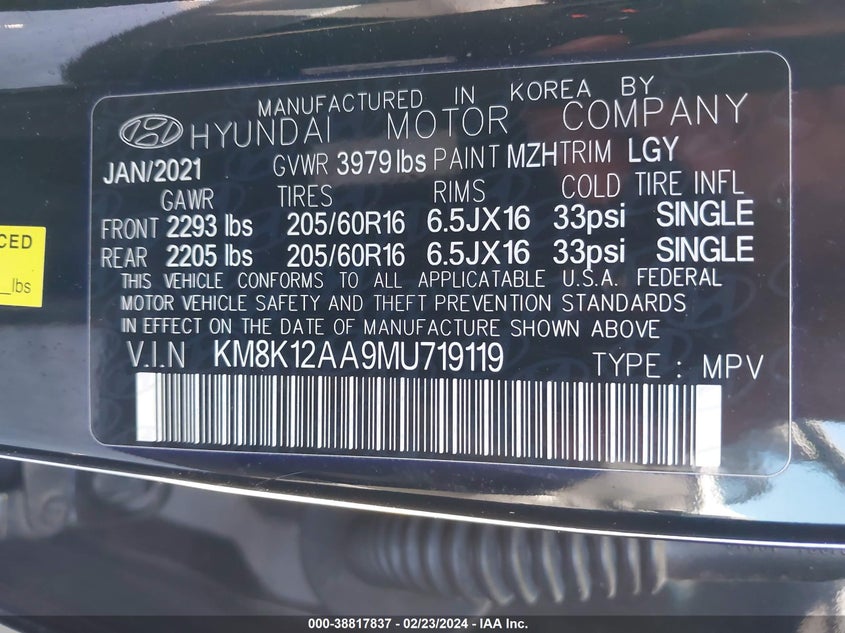 MANUFACTURED IN KOREA BY
HYUNDAI MOTOR COMPANY
JAN/2021 GVWR 3979 lbs PAINT MZH TRIM LGY
GAWR TIRES RIMS COLD TIRE INFL
FRONT 2293 lbs 205/60R16 6.5JX16 33psi SINGLE
REAR 2205 lbs 205/60R16 6.5JX16 33psi SINGLE
THIS VEHICLE CONFORMS TO ALL APPLICATABLE U.S.A. FEDERAL
MOTOR VEHICLE SAFETY AND THEFT PREVENTION STANDARDS
IN EFFECT ON THE DATE OF MANUFACTURE SHOWN ABOVE
V.I.N KM8K12AA9MU719119 TYPE : MPV
CED
lbs
000-38817837 - 02/23/2024 - IAAI.com